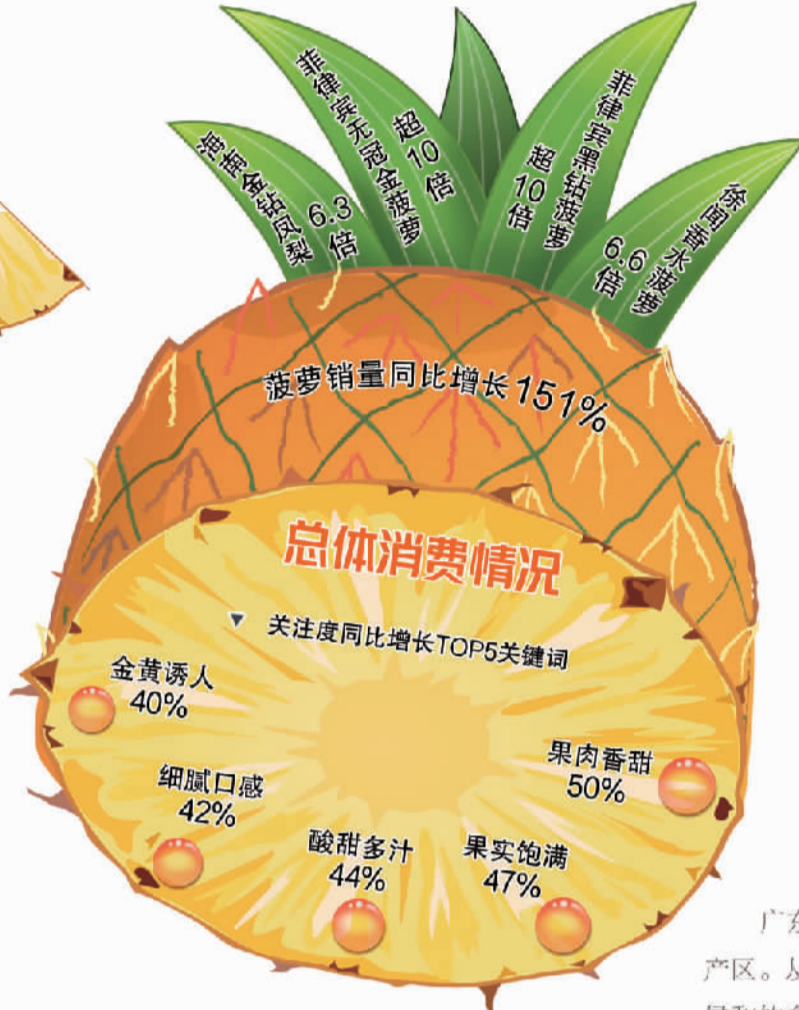 海南金钻凤梨
6.3
倍
菲律宾无冠金菠萝
超
10
倍
菲律宾黑钻菠萝
超
10
倍
徐闻香水菠萝
6.6
倍
菠萝销量同比增长151%
总体消费情况
关注度同比增长TOP5关键词
金黄诱人
40%
细腻口感
42%
酸甜多汁
44%
果实饱满
47%
果肉香甜
50%
广东
产区。从